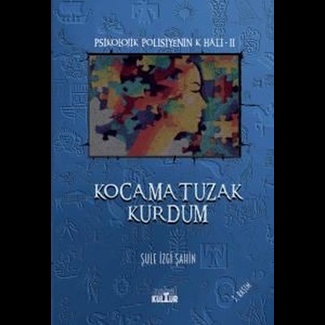 PSİKOLOJİK POLİSİYENİN K HALİ - II
KOCAMA TUZAK
KURDUM
ŞULE İZGİ ŞAHİN
KÜLTÜR